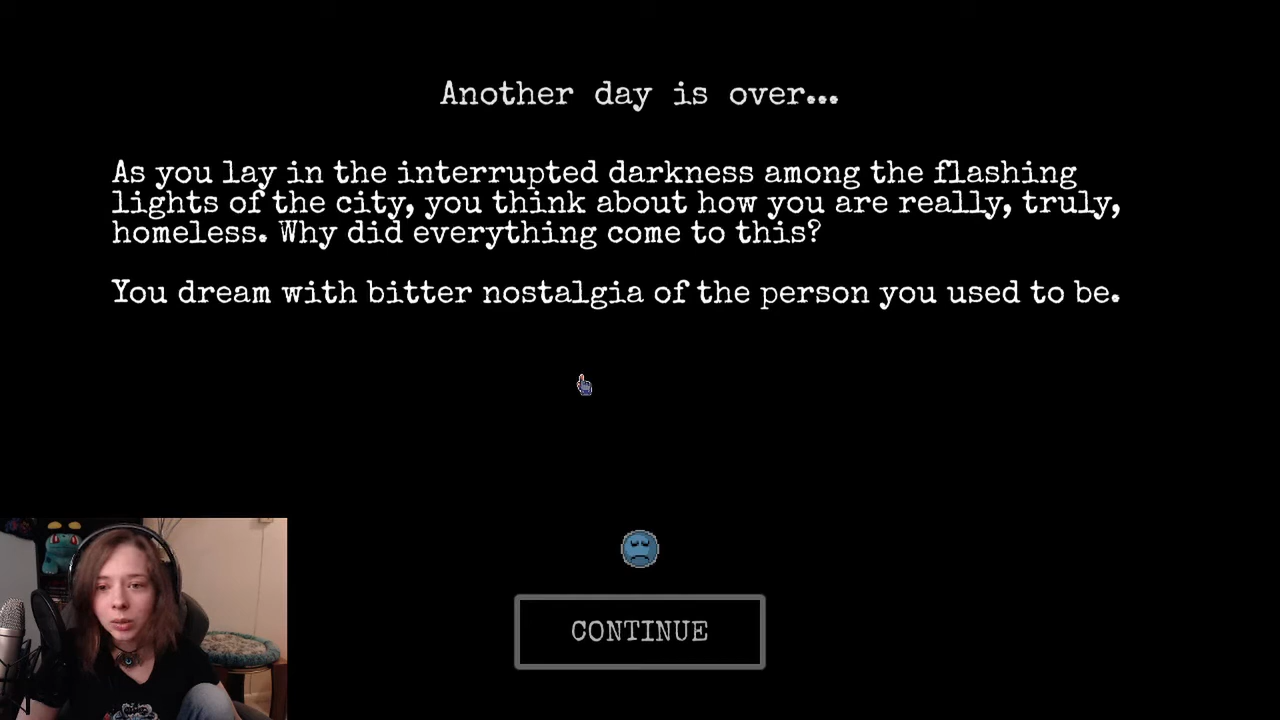 Another day is over...
As you lay in the interrupted darkness among the flashing
lights of the city, you think about how you are really, truly,
homeless. Why did everything come to this?
You dream with bitter nostalgia of the person you used to be.
CONTINUE